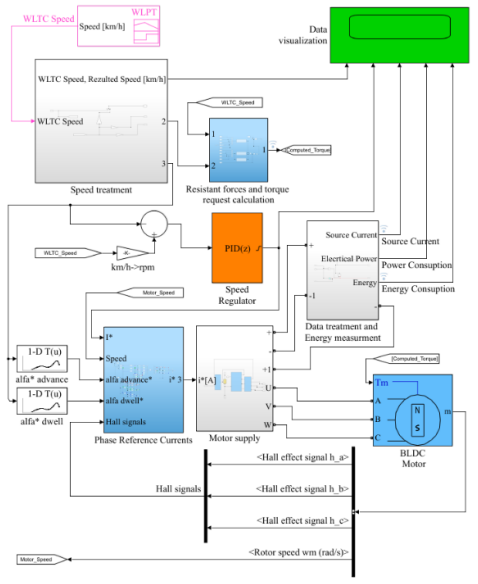 WLTC Speed
WLPT
Speed [km/h]
Data
visualization
WLTC Speed, Rezulted Speed [km/h]
WLTC Speed
2
3
Speed treatment
WLTC_Speed
1
2
1
[Computed_Torque]
Resistant forces and torque
request calculation
WLTC_Speed
-K-
km/h->rpm
PID(z)
Speed
Regulator
+
-1
Source Current
Electrical Power
Energy
-
Source Current
Power Consuption
Energy Consuption
Data treatment and
Energy measurment
Motor_Speed
1-D T(u)
alfa* advance
1-D T(u)
alfa* dwell
I*
Speed
alfa advance*
alfa dwell*
Hall signals
i* 3
Phase Reference Currents
i*[A]
+
-
+1
U
V
W
Motor supply
[Computed_Torque]
Tm
A
B
C
N
S
m
BLDC
Motor
<Hall effect signal h_a>
Hall signals
<Hall effect signal h_b>
<Hall effect signal h_c>
<Rotor speed wm (rad/s)>
Motor_Speed